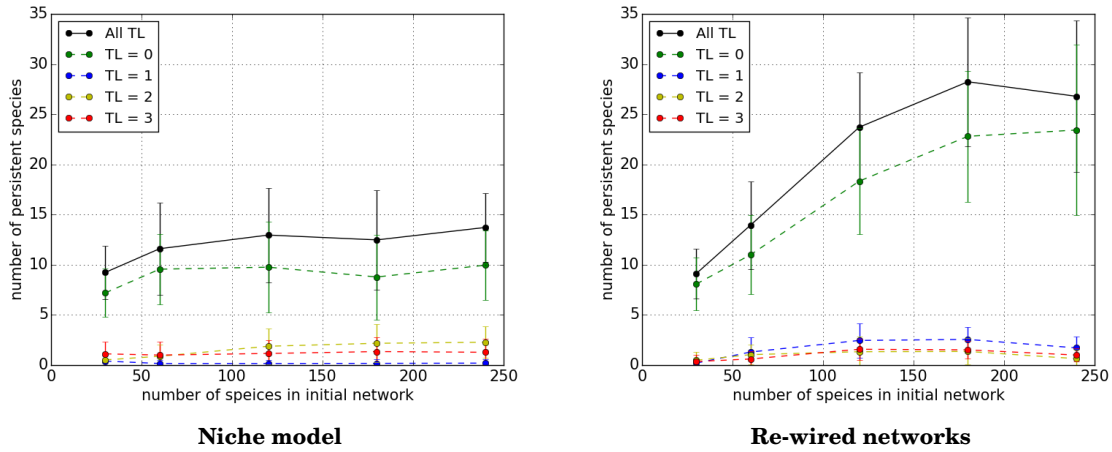 35
30
25
20
15
10
5
0
number of persistent species
All TL
TL = 0
TL = 1
TL = 2
TL = 3
0 50 100 150 200 250
number of speices in initial network
Niche model
35
30
25
20
15
10
5
0
number of persistent species
All TL
TL = 0
TL = 1
TL = 2
TL = 3
0 50 100 150 200 250
number of speices in initial network
Re-wired networks